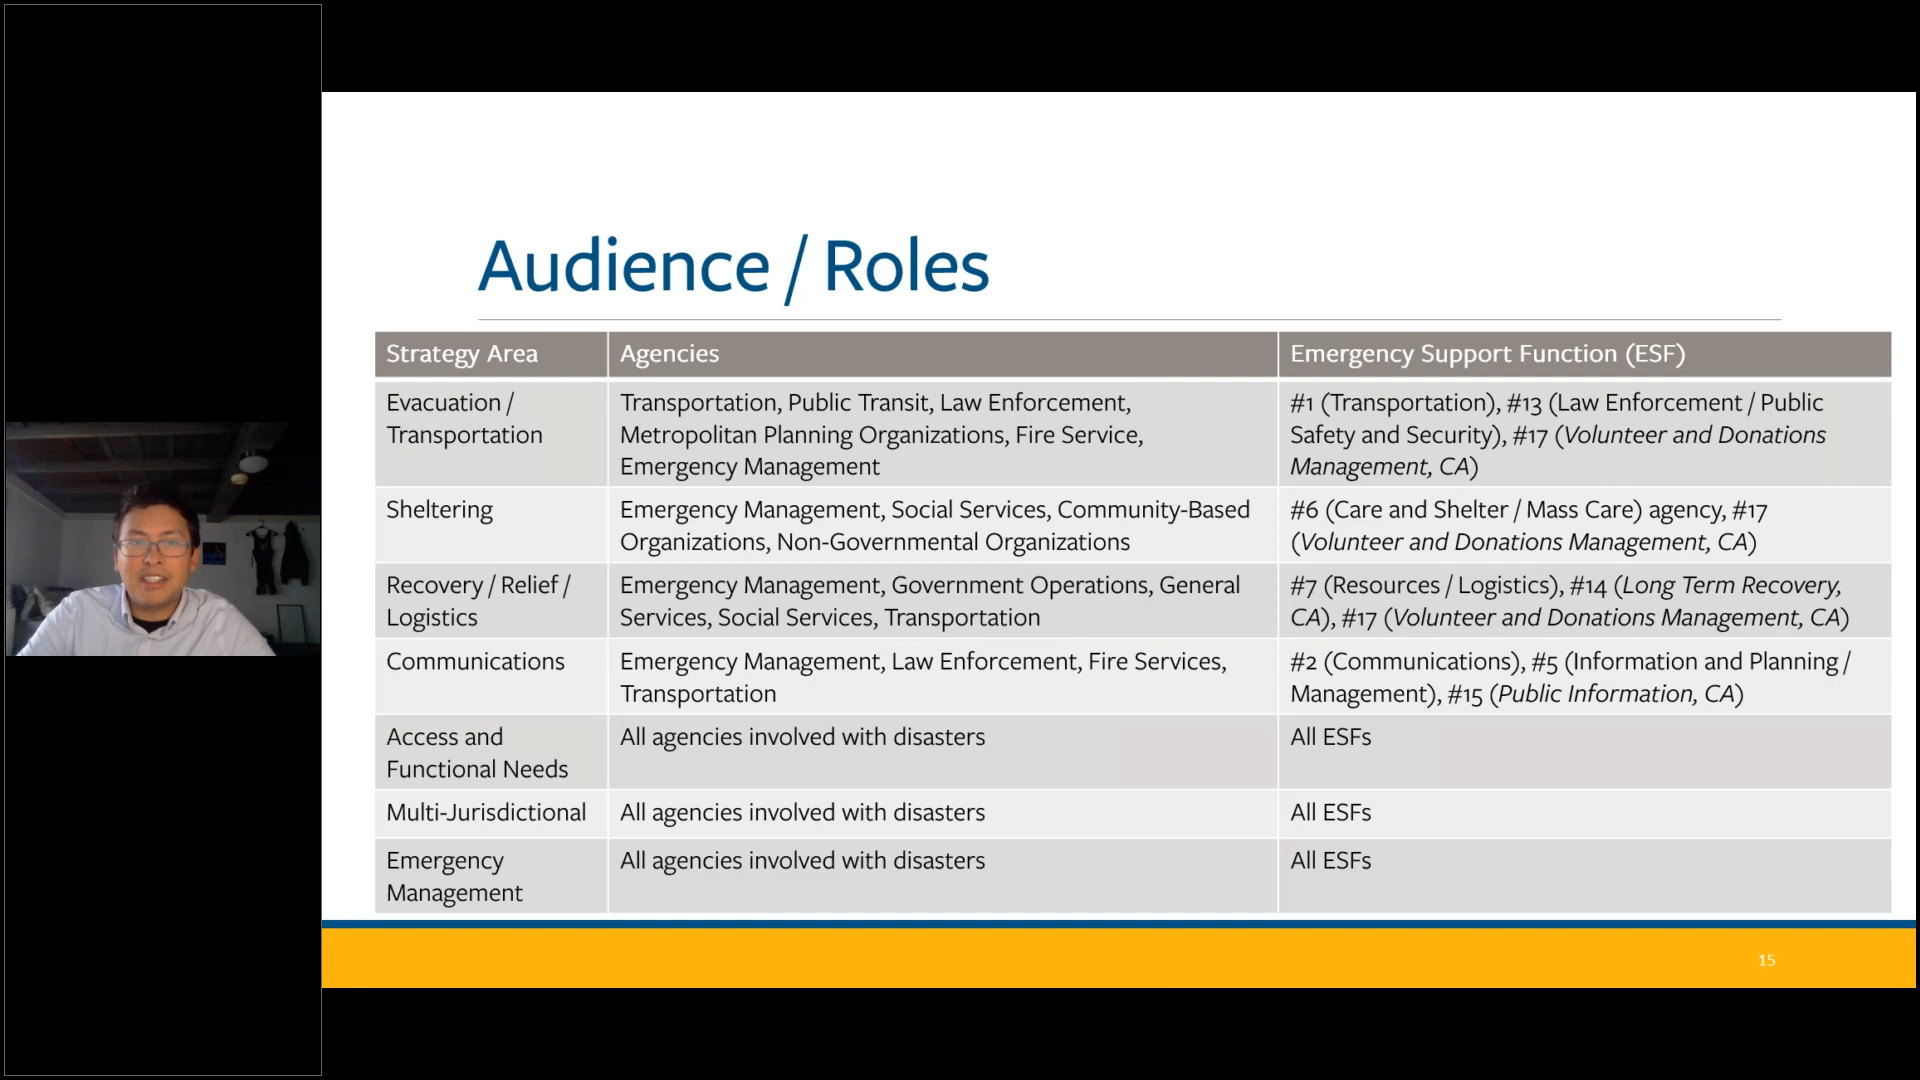 Audience / Roles
Strategy Area
Agencies
Emergency Support Function (ESF)
Evacuation /
Transportation
Transportation, Public Transit, Law Enforcement,
Metropolitan Planning Organizations, Fire Service,
Emergency Management
#1 (Transportation), #13 (Law Enforcement / Public
Safety and Security), #17 (Volunteer and Donations
Management, CA)
Sheltering
Emergency Management, Social Services, Community-Based
Organizations, Non-Governmental Organizations
#6 (Care and Shelter / Mass Care) agency, #17
(Volunteer and Donations Management, CA)
Recovery / Relief /
Logistics
Emergency Management, Government Operations, General
Services, Social Services, Transportation
#7 (Resources / Logistics), #14 (Long Term Recovery,
CA), #17 (Volunteer and Donations Management, CA)
Communications
Emergency Management, Law Enforcement, Fire Services,
Transportation
#2 (Communications), #5 (Information and Planning /
Management), #15 (Public Information, CA)
Access and
Functional Needs
All agencies involved with disasters
All ESFs
Multi-Jurisdictional
All agencies involved with disasters
All ESFs
Emergency
Management
All agencies involved with disasters
All ESFs
15